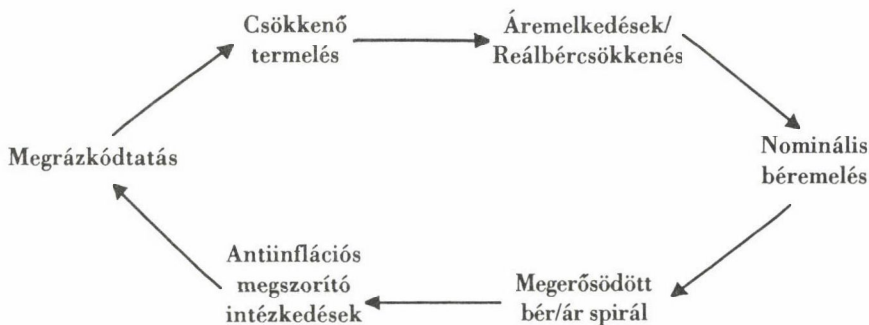 Csökkenő
termelés
Áremelkedések/
Reálbércsökkenés
Nominális
béremelés
Megerősödött
bér/ár spirál
Antiinflációs
megszorító
intézkedések
Megrázkódtatás